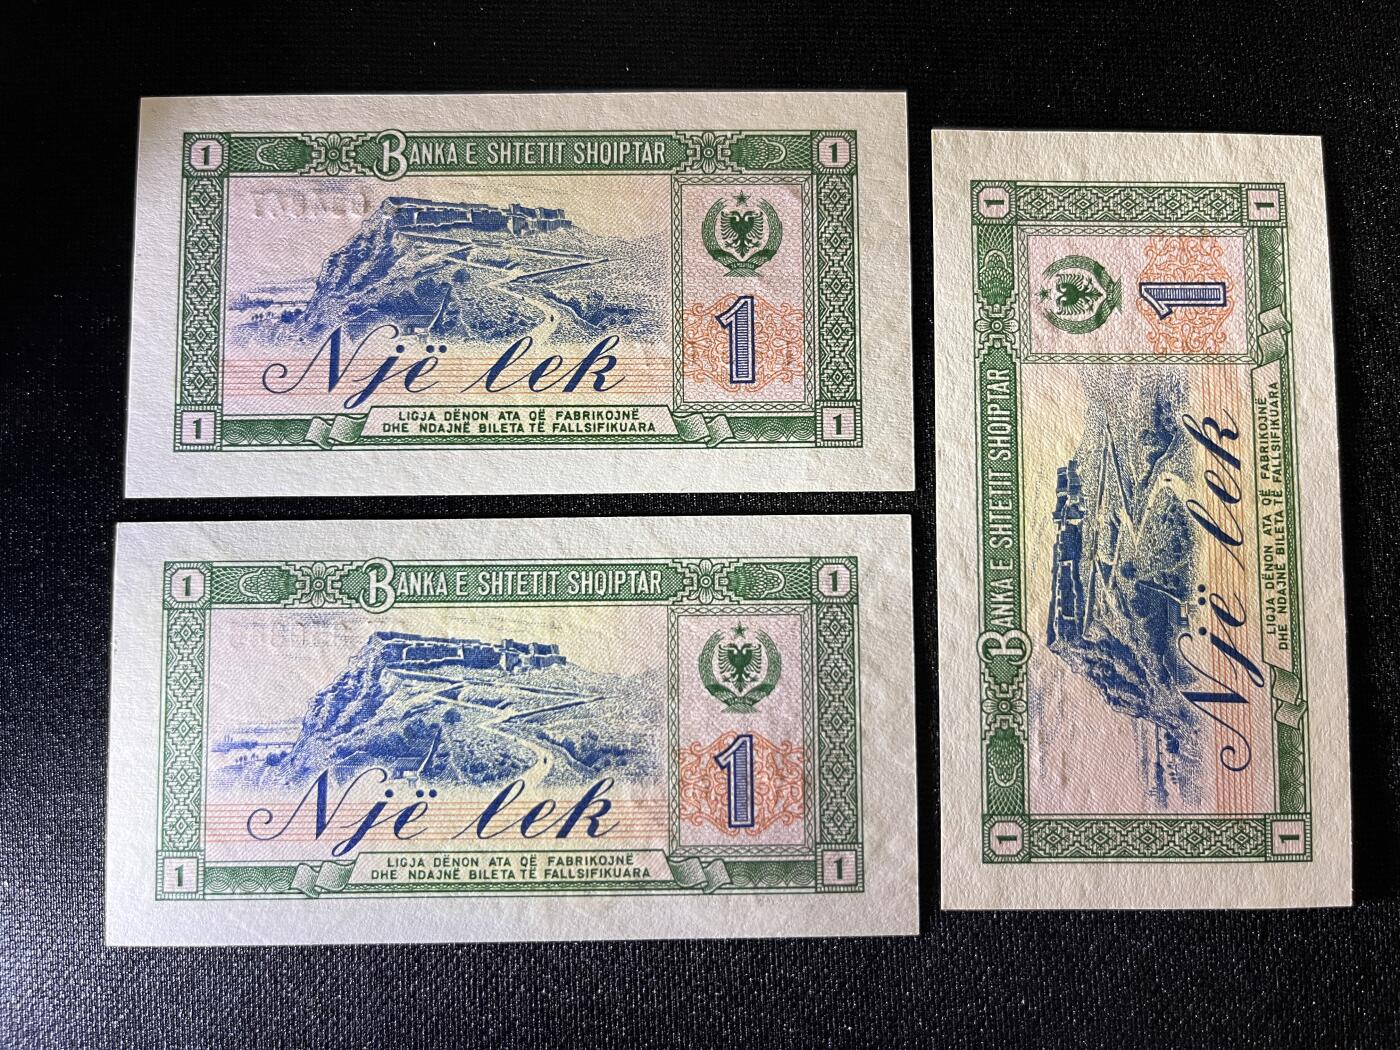 1 BANKA E SHTETIT SHQIPTAR 1
1
Një lek
1 LIGJA DËNON ATA QË FABRIKOJNË 1
DHE NDAJNË BILETA TË FALLSIFIKUARA
1 BANKA E SHTETIT SHQIPTAR 1
1
Një lek
1 LIGJA DËNON ATA QË FABRIKOJNË 1
DHE NDAJNË BILETA TË FALLSIFIKUARA
1 BANKA E SHTETIT SHQIPTAR 1
1
Një lek
1 LIGJA DËNON ATA QË FABRIKOJNË 1
DHE NDAJNË BILETA TË FALLSIFIKUARA